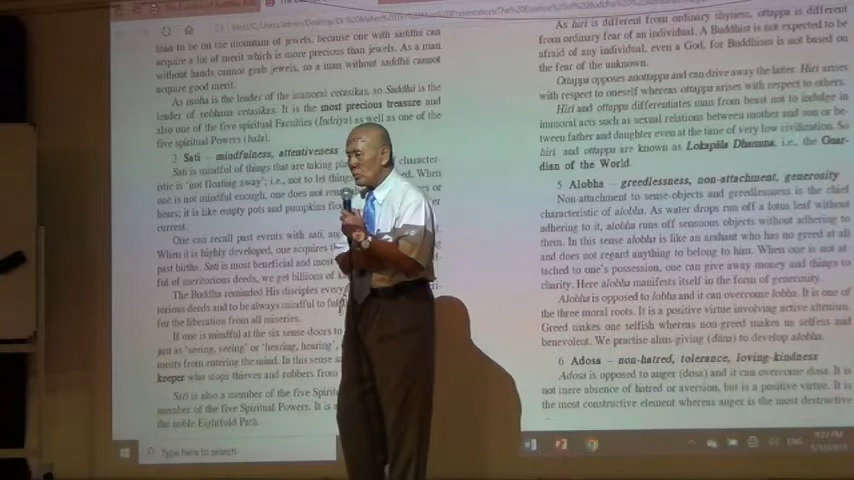 than to be on the mountain of jewels, because one with saddhā can
acquire a lot of merit which is more precious than jewels. As a man
without hands cannot grab jewels, so a man without saddhā cannot
acquire good merit.
As moha is the leader of the immoral cetasikas, so Saddhā is the
leader of sobhana cetasikas. It is the most precious treasure and
also one of the five spiritual Faculties (Indriya) as well as one of the
five spiritual Powers (bala).
3 Sati – mindfulness, attentiveness
Sati is mindful of things that are taking character-
istic is 'not floating away'; i.e., not to let things When
one is not mindful enough, one does not or
hours; it is like empty pots and pumpkins
current.
One can recall past events with sati,
When it is highly developed, one acquires
past births. Sati is most beneficial and most
ful of meritorious deeds, we get billions of
The Buddha reminded His disciples every
torious deeds and to be always mindful to
for the liberation from all miseries.
If one is mindful at the six sense-doors to
just as 'seeing, seeing' or 'hearing, hearing',
ments from entering the mind. In this sense
keeper who stops thieves and robbers from
Sati is also a member of the five
member of the five Spiritual Powers. It is
the noble Eightfold Path.
Type here to search
As hiri is different from ordinary shyness, ottappa is different
from ordinary fear of an individual. A Buddhist is not expected to be
afraid of any individual, even a God, for Buddhism is not based on
the fear of the unknown.
Ottappa opposes anottappa and can drive away the latter. Hiri arises
with respect to oneself whereas ottappa arises with respect to others.
Hiri and ottappa differentiates man from beast not to indulge in
immoral acts such as sexual relations between mother and son or be-
tween father and daughter even at the time of very low civilization. So
hiri and ottappa are known as Lokapāla Dhamma, i.e., the Guar-
dian of the World.
5 Alobha – greedlessness, non-attachment, generosity
Non-attachment to sense-objects and greedlessness is the chief
characteristic of alobha. As water drops run off a lotus leaf without
adhering to it, alobha runs off sensuous objects without adhering to
them. In this sense alobha is like an arahant who has no greed at all
and does not regard anything to belong to him. When one is not at-
tached to one's possession, one can give away money and things to
charity. Here alobha manifests itself in the form of generosity.
Alobha is opposed to lobha and it can overcome lobha. It is one of
the three moral roots. It is a positive virtue involving active altruism.
Greed makes one selfish whereas non-greed makes us selfless and
benevolent. We practise alms-giving (dāna) to develop alobha.
6 Adosa – non-hatred, tolerance, loving-kindness
Adosa is opposed to anger (dosa) and it can overcome dosa. It is
not mere absence of hatred or aversion, but is a positive virtue. It is
the most constructive element whereas anger is the most destructive
ENG